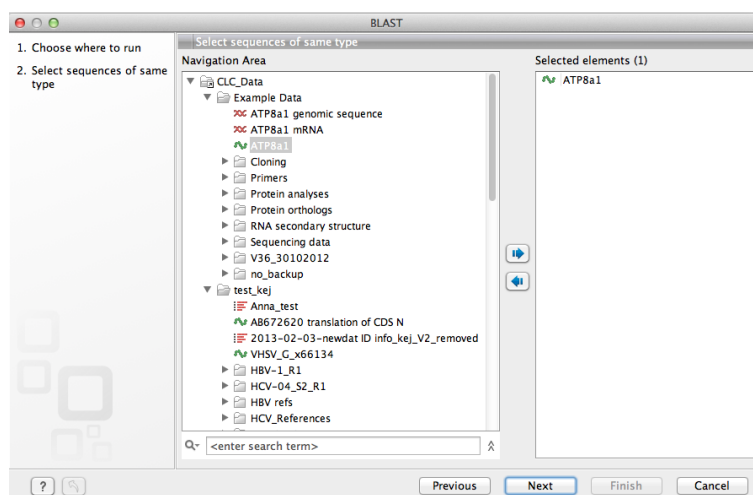 BLAST
1. Choose where to run
2. Select sequences of same
type
Select sequences of same type
Navigation Area
CLC_Data
Example Data
ATP8a1 genomic sequence
ATP8a1 mRNA
ATP8a1
Cloning
Primers
Protein analyses
Protein orthologs
RNA secondary structure
Sequencing data
V36_30102012
no_backup
test_kej
Anna_test
AB672620 translation of CDS N
2013-02-03-newdat ID info_kej_V2_removed
VHSV_G_x66134
HBV-1_R1
HCV-04_S2_R1
HBV refs
HCV_References
<enter search term>
Selected elements (1)
ATP8a1
?
Previous
Next
Finish
Cancel